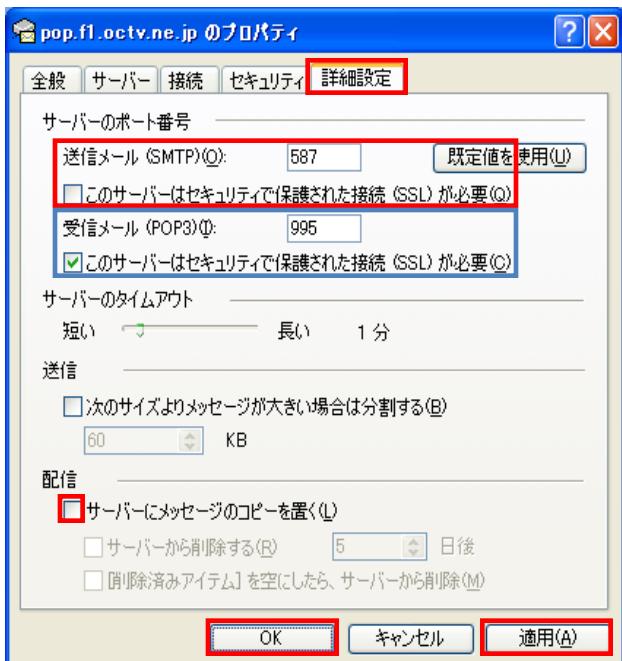 pop.f1.octv.ne.jp のプロパティ
全般 サーバー 接続 セキュリティ 詳細設定
サーバーのポート番号
送信メール (SMTP)(O): 587 既定値を使用(U)
このサーバーはセキュリティで保護された接続 (SSL) が必要(Q)
受信メール (POP3)(I): 995
このサーバーはセキュリティで保護された接続 (SSL) が必要(C)
サーバーのタイムアウト
短い 長い 1 分
送信
次のサイズよりメッセージが大きい場合は分割する(B)
60 KB
配信
サーバーにメッセージのコピーを置く(L)
サーバーから削除する(R) 5 日後
[削除済みアイテム] を空にしたら、サーバーから削除(M)
OK キャンセル 適用(A)